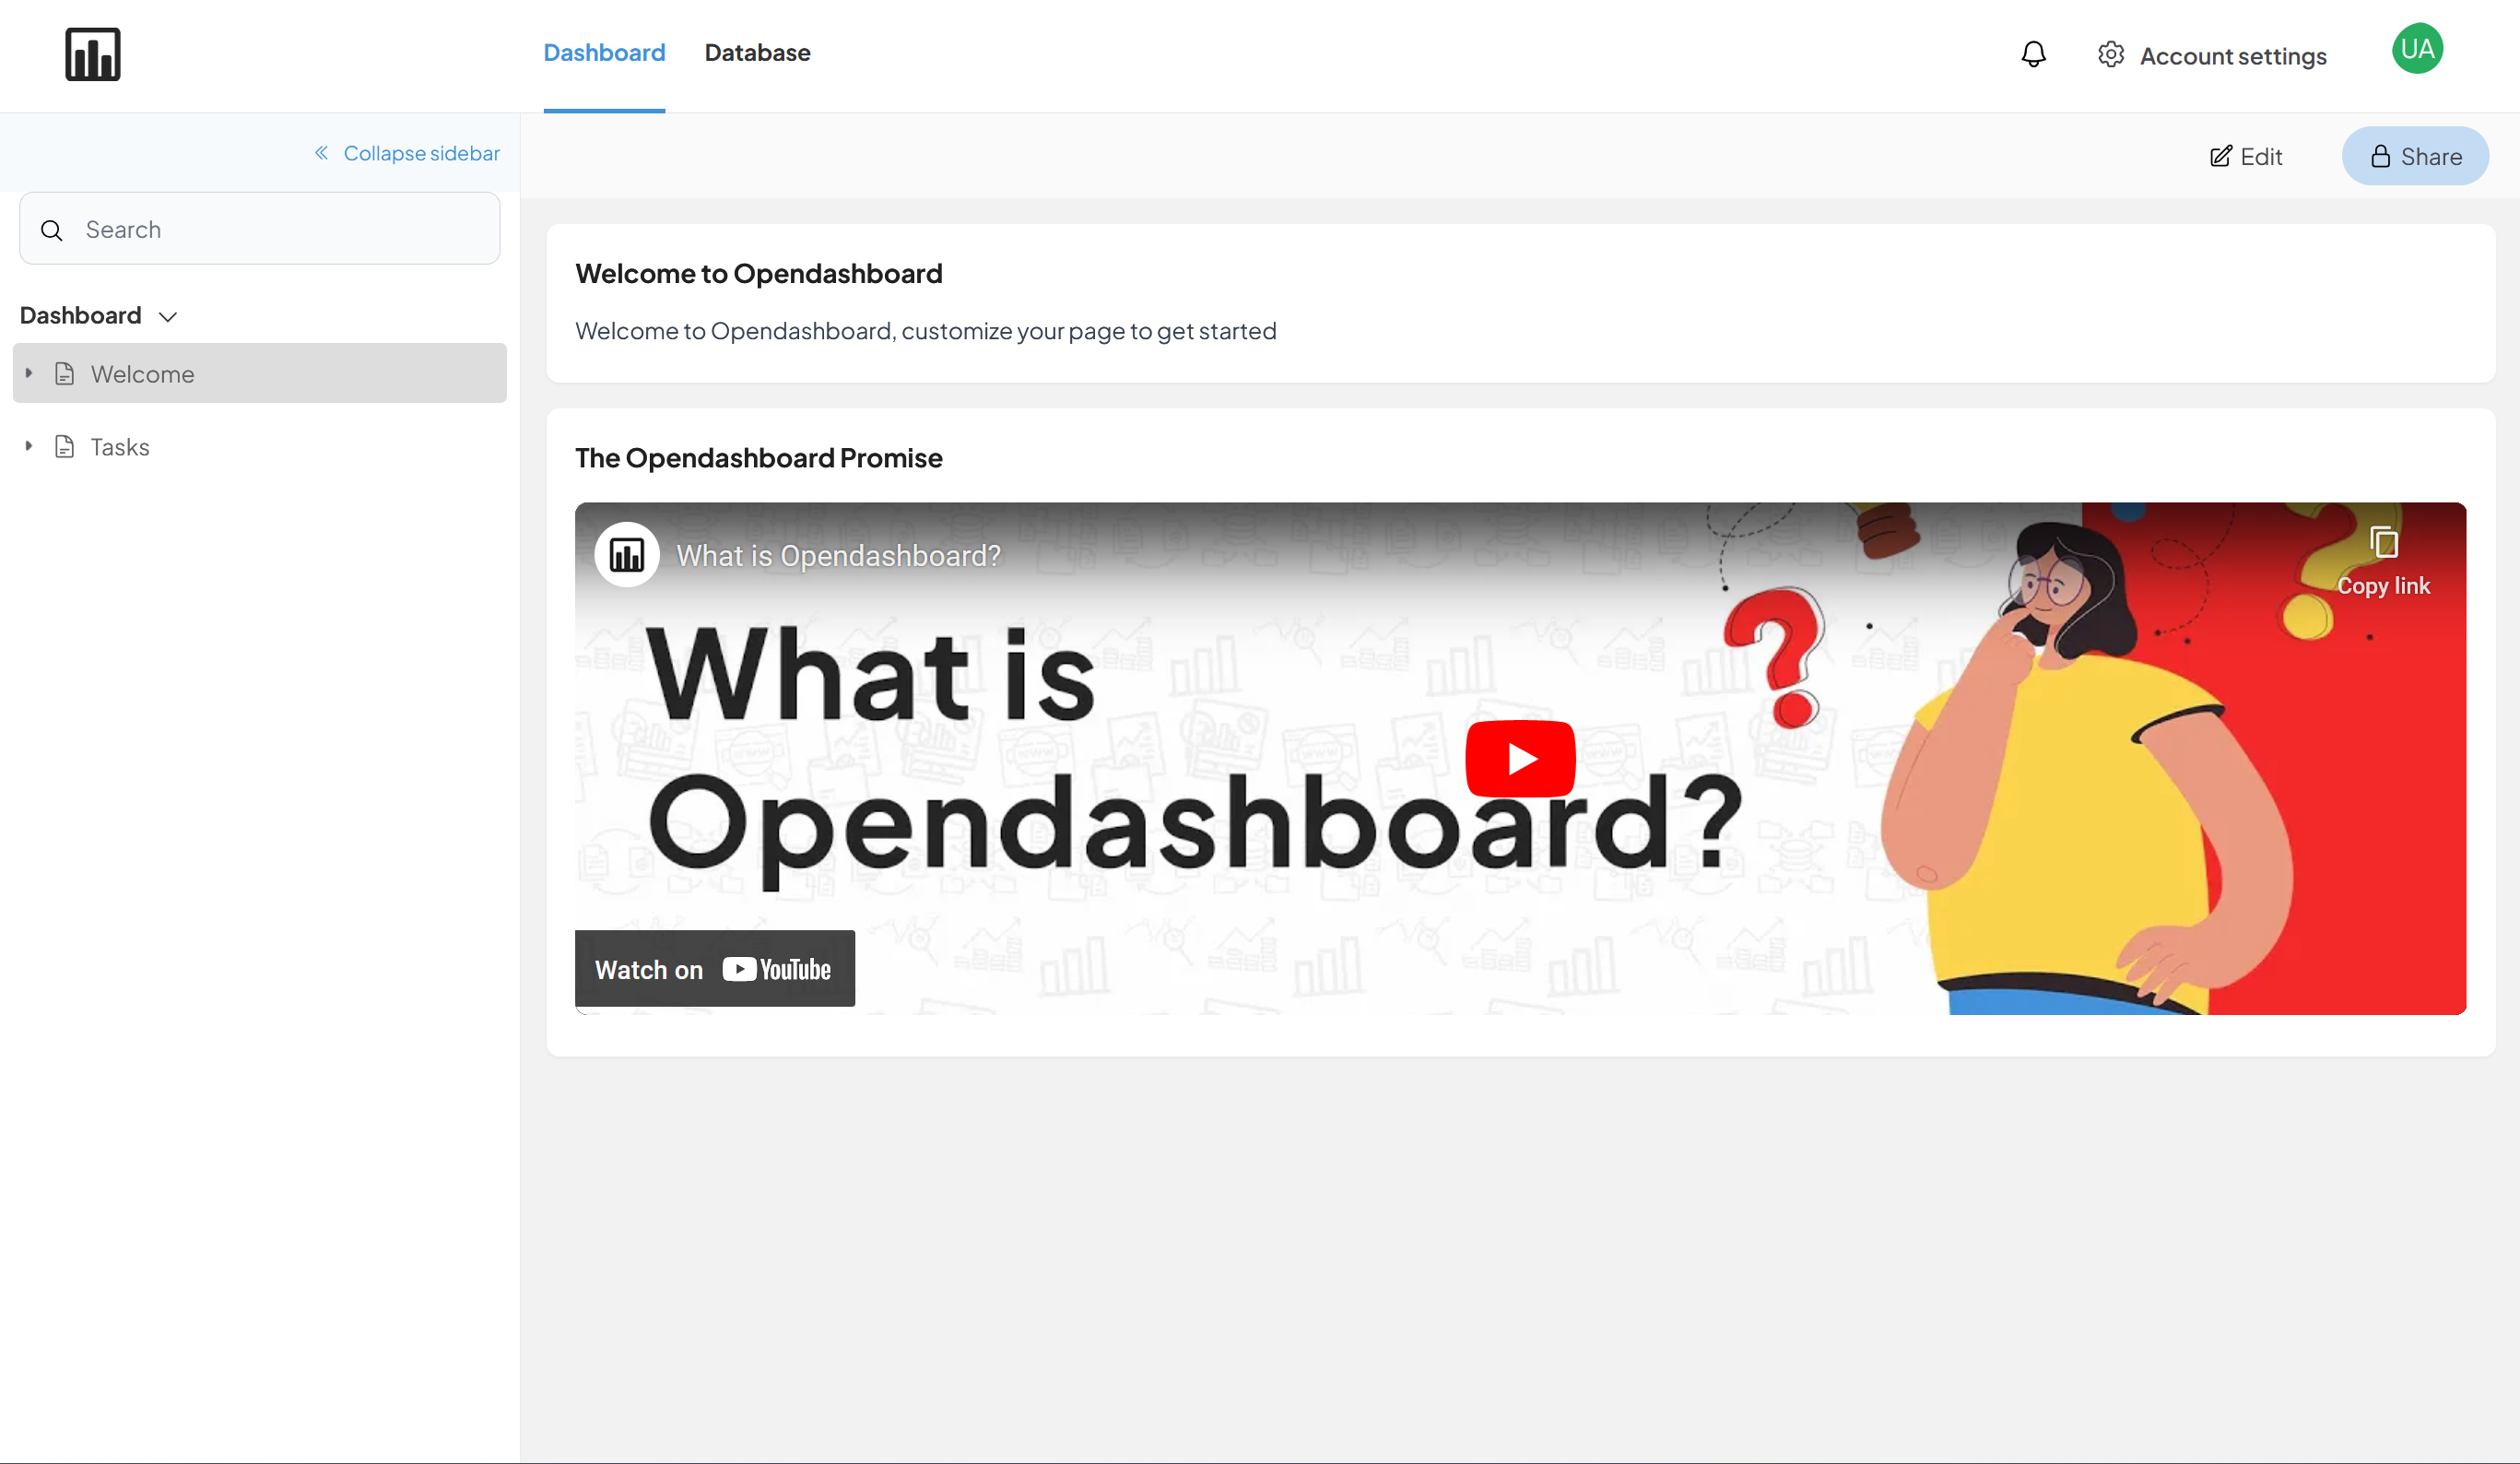 Dashboard
Database
Account settings
UA
Collapse sidebar
Edit
Share
Search
Dashboard
Welcome
Tasks
Welcome to Opendashboard
Welcome to Opendashboard, customize your page to get started
The Opendashboard Promise
What is Opendashboard?
Copy link
What is
Opendashboard?
Watch on YouTube